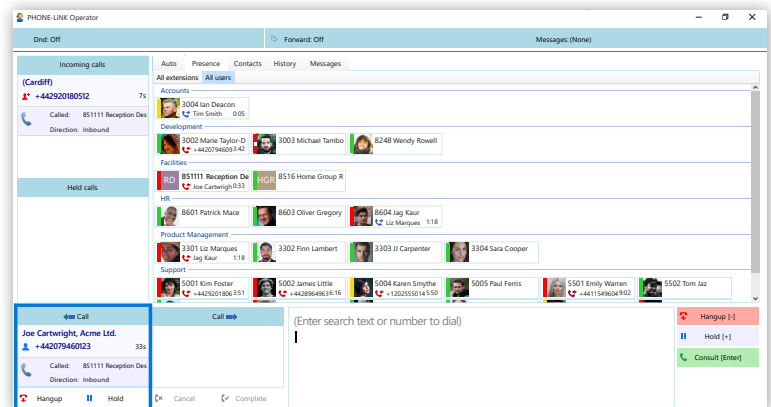 PHONE-LINK Operator
Dnd: Off
Forward: Off
Messages: (None)
Incoming calls
(Cardiff)
+442920180512 7s
Called: 851111 Reception Des
Direction: Inbound
Held calls
Auto Presence Contacts History Messages
All extensions All users
Accounts
3004 Ian Deacon
Tim Smith 0:05
Development
3002 Marie Taylor-D
+4420794609 3:42
3003 Michael Tambo
8248 Wendy Rowell
Facilities
RD
851111 Reception De
Joe Cartwrigh 0:33
HGR
8516 Home Group R
HR
8601 Patrick Mace
8603 Oliver Gregory
8604 Jag Kaur
Liz Marques 1:18
Product Management
3301 Liz Marques
Jag Kaur 1:18
3302 Finn Lambert
3303 JJ Carpenter
3304 Sara Cooper
Support
5001 Kim Foster
+4429201806 3:51
5002 James Little
+4428964963 6:16
5004 Karen Smythe
+1202555014 5:50
5005 Paul Ferris
5501 Emily Warren
+4411549604 9:02
5502 Tom Jaz
Call
Joe Cartwright, Acme Ltd.
+442079460123 33s
Called: 851111 Reception Des
Direction: Inbound
Hangup Hold
Call
Cancel Complete
(Enter search text or number to dial)
Hangup [-]
Hold [+]
Consult [Enter]